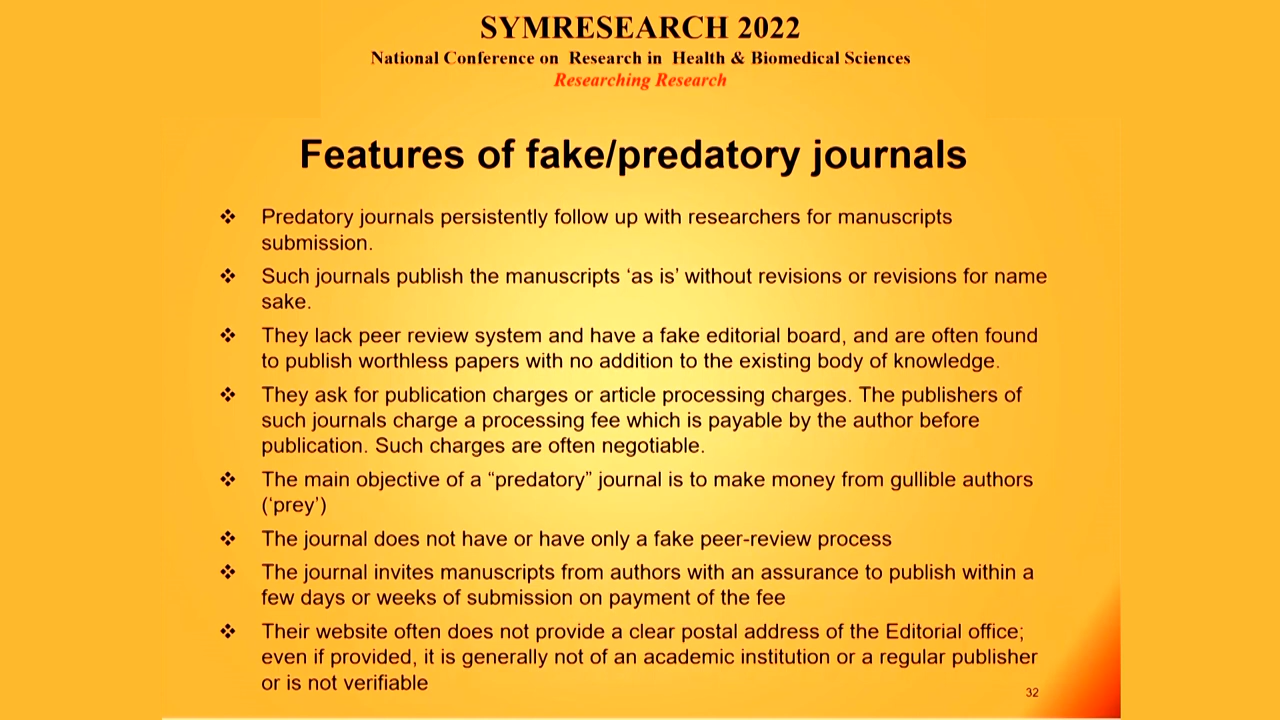 SYMRESEARCH 2022
National Conference on Research in Health & Biomedical Sciences
Researching Research
Features of fake/predatory journals
❖ Predatory journals persistently follow up with researchers for manuscripts
submission.
❖ Such journals publish the manuscripts ‘as is’ without revisions or revisions for name
sake.
❖ They lack peer review system and have a fake editorial board, and are often found
to publish worthless papers with no addition to the existing body of knowledge.
❖ They ask for publication charges or article processing charges. The publishers of
such journals charge a processing fee which is payable by the author before
publication. Such charges are often negotiable.
❖ The main objective of a “predatory” journal is to make money from gullible authors
(‘prey’)
❖ The journal does not have or have only a fake peer-review process
❖ The journal invites manuscripts from authors with an assurance to publish within a
few days or weeks of submission on payment of the fee
❖ Their website often does not provide a clear postal address of the Editorial office;
even if provided, it is generally not of an academic institution or a regular publisher
or is not verifiable
32